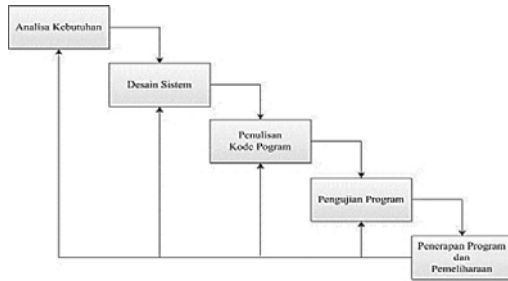 Analisa Kebutuhan
Desain Sistem
Penulisan
Kode Pogram
Pengujian Program
Penerapan Program
dan
Pemeliharaan